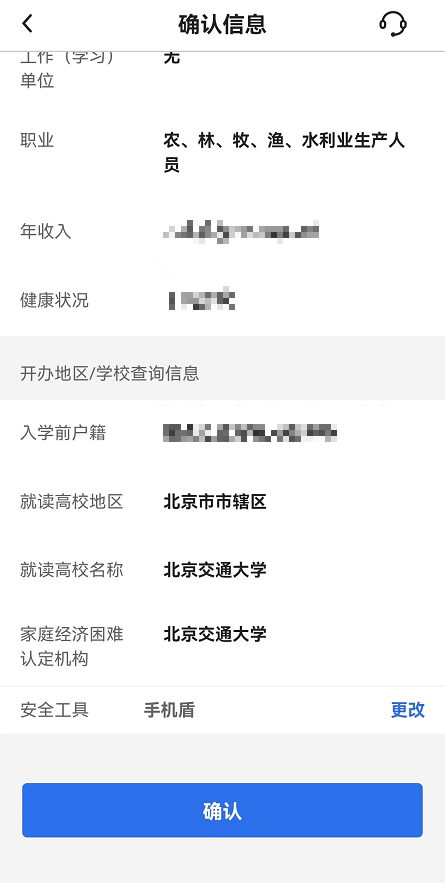 确认信息
工作（学习） 无
单位
职业 农、林、牧、渔、水利业生产人
员
年收入
健康状况
开办地区/学校查询信息
入学前户籍
就读高校地区 北京市市辖区
就读高校名称 北京交通大学
家庭经济困难 北京交通大学
认定机构
安全工具 手机盾 更改
确认